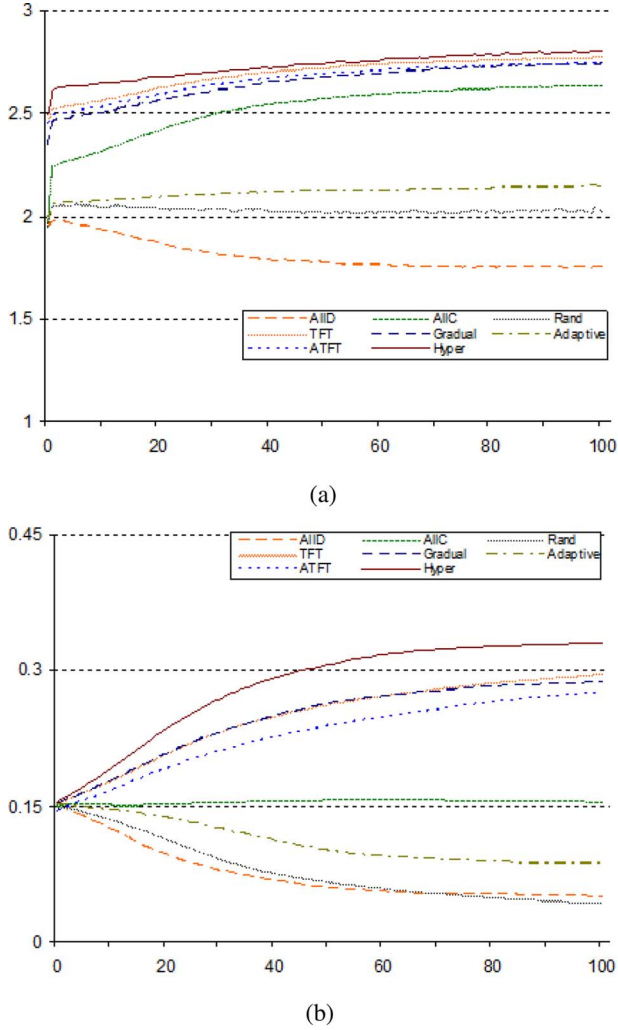 3
2.5
2
1.5
1
AllD AllC Rand
TFT Gradual Adaptive
ATFT Hyper
0 20 40 60 80 100
(a)
0.45
0.3
0.15
0
AllD AllC Rand
TFT Gradual Adaptive
ATFT Hyper
0 20 40 60 80 100
(b)